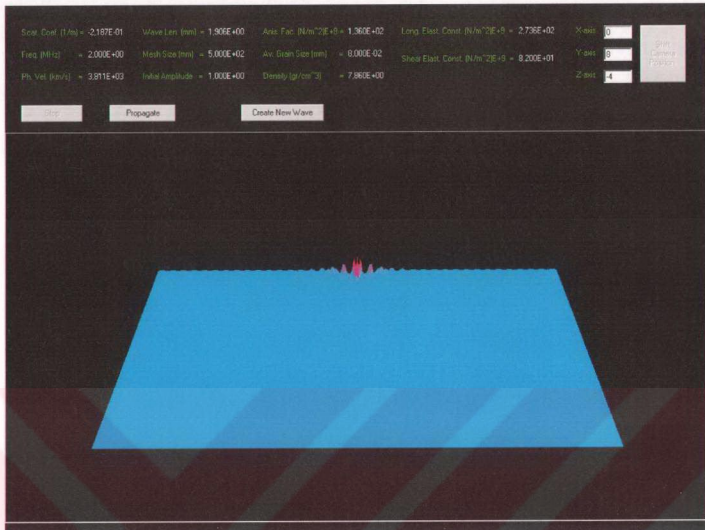 Scat. Coef. (1/m) = -2,187E-01 Wave Len. (mm) = 1,906E+00 Anis. Fac. (N/m^2)E+9 = 1,360E+02 Long. Elast. Const. (N/m^2)E+9 = 2,736E+02 X-axis 0
Freq. (MHz) = 2,000E+00 Mesh Size (mm) = 5,000E+02 Av. Grain Size (mm) = 8,000E-02 Shear Elast. Const. (N/m^2)E+9 = 8,200E+01 Y-axis 8
Ph. Vel. (km/s) = 3,811E+03 Initial Amplitude = 1,000E+00 Density (gr/cm^3) = 7,860E+00 Z-axis -4
Camera
Position
Stop Propagate Create New Wave